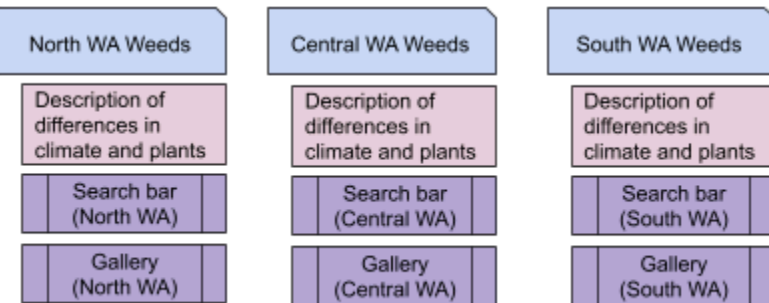 North WA Weeds
Description of
differences in
climate and plants
Search bar
(North WA)
Gallery
(North WA)
Central WA Weeds
Description of
differences in
climate and plants
Search bar
(Central WA)
Gallery
(Central WA)
South WA Weeds
Description of
differences in
climate and plants
Search bar
(South WA)
Gallery
(South WA)